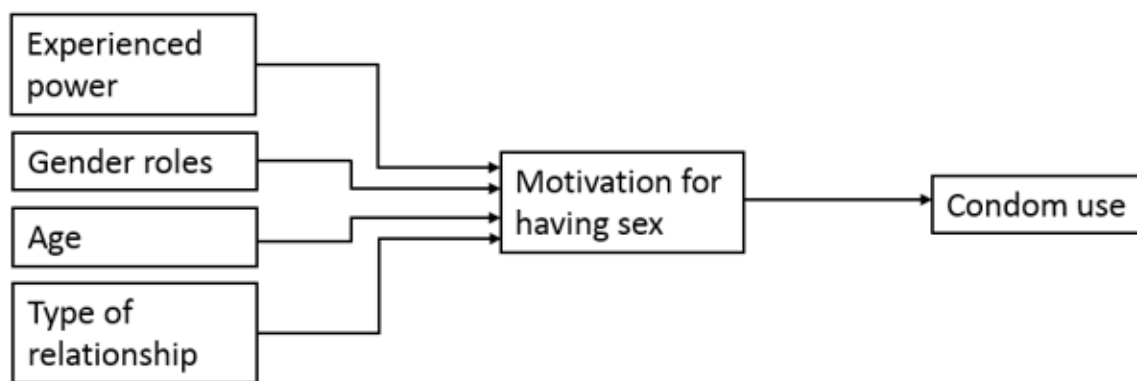 Experienced
power
Gender roles
Age
Type of
relationship
Motivation for
having sex
Condom use